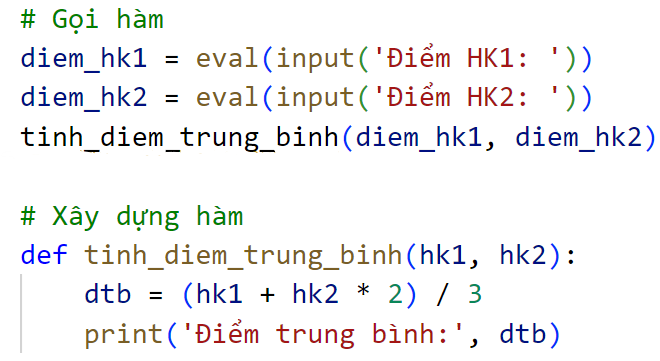 # Gọi hàm
diem_hk1 = eval(input('Điểm HK1: '))
diem_hk2 = eval(input('Điểm HK2: '))
tinh_diem_trung_binh(diem_hk1, diem_hk2)
# Xây dựng hàm
def tinh_diem_trung_binh(hk1, hk2):
    dtb = (hk1 + hk2 * 2) / 3
    print('Điểm trung bình:', dtb)